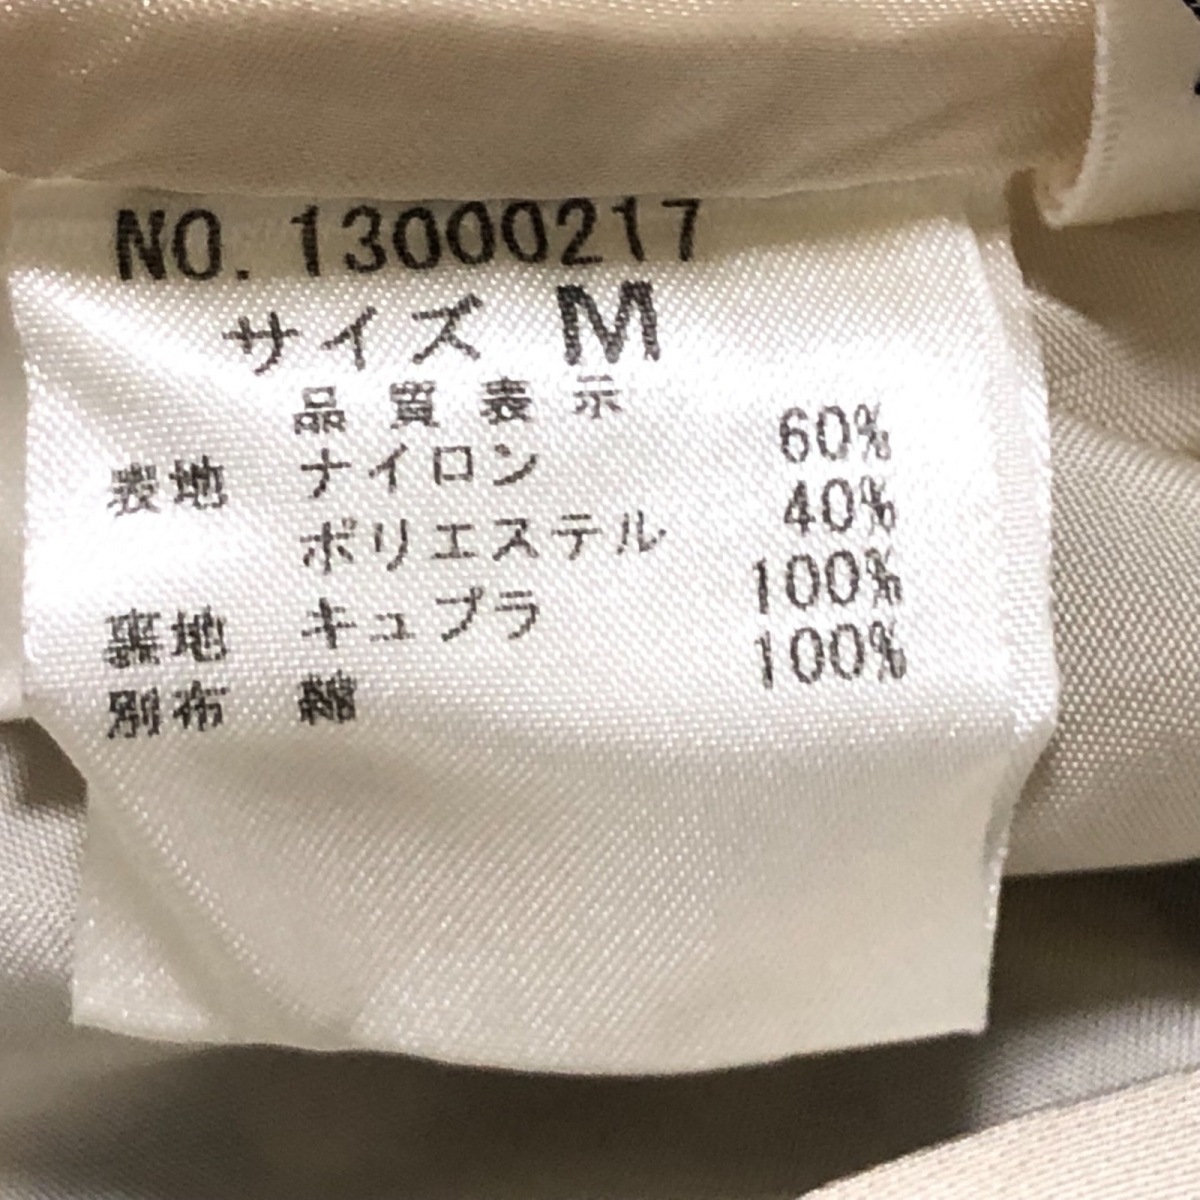 NO. 13000217
サイズ M
品質表示
表地 ナイロン 60%
ポリエステル 40%
裏地 キュプラ 100%
別布 綿 100%